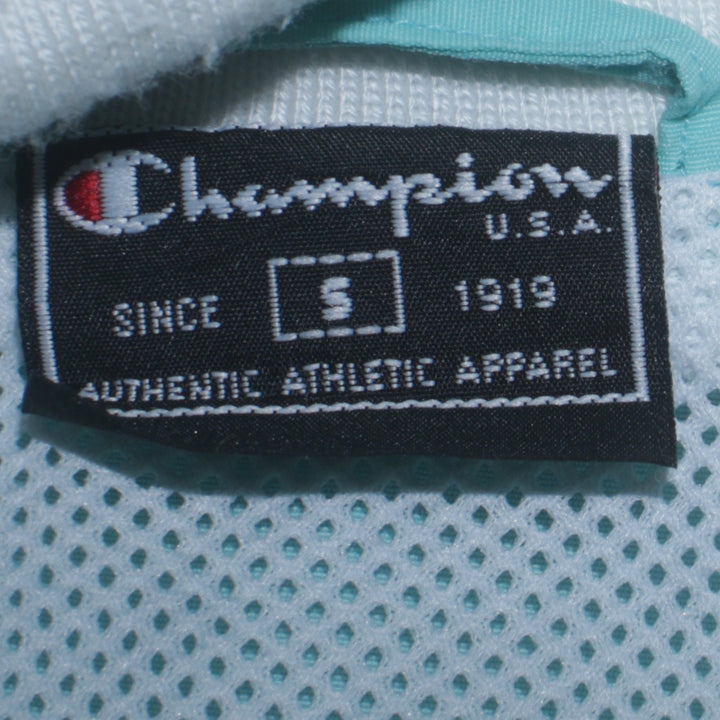 Champion
U.S.A.
SINCE S 1919
AUTHENTIC ATHLETIC APPAREL